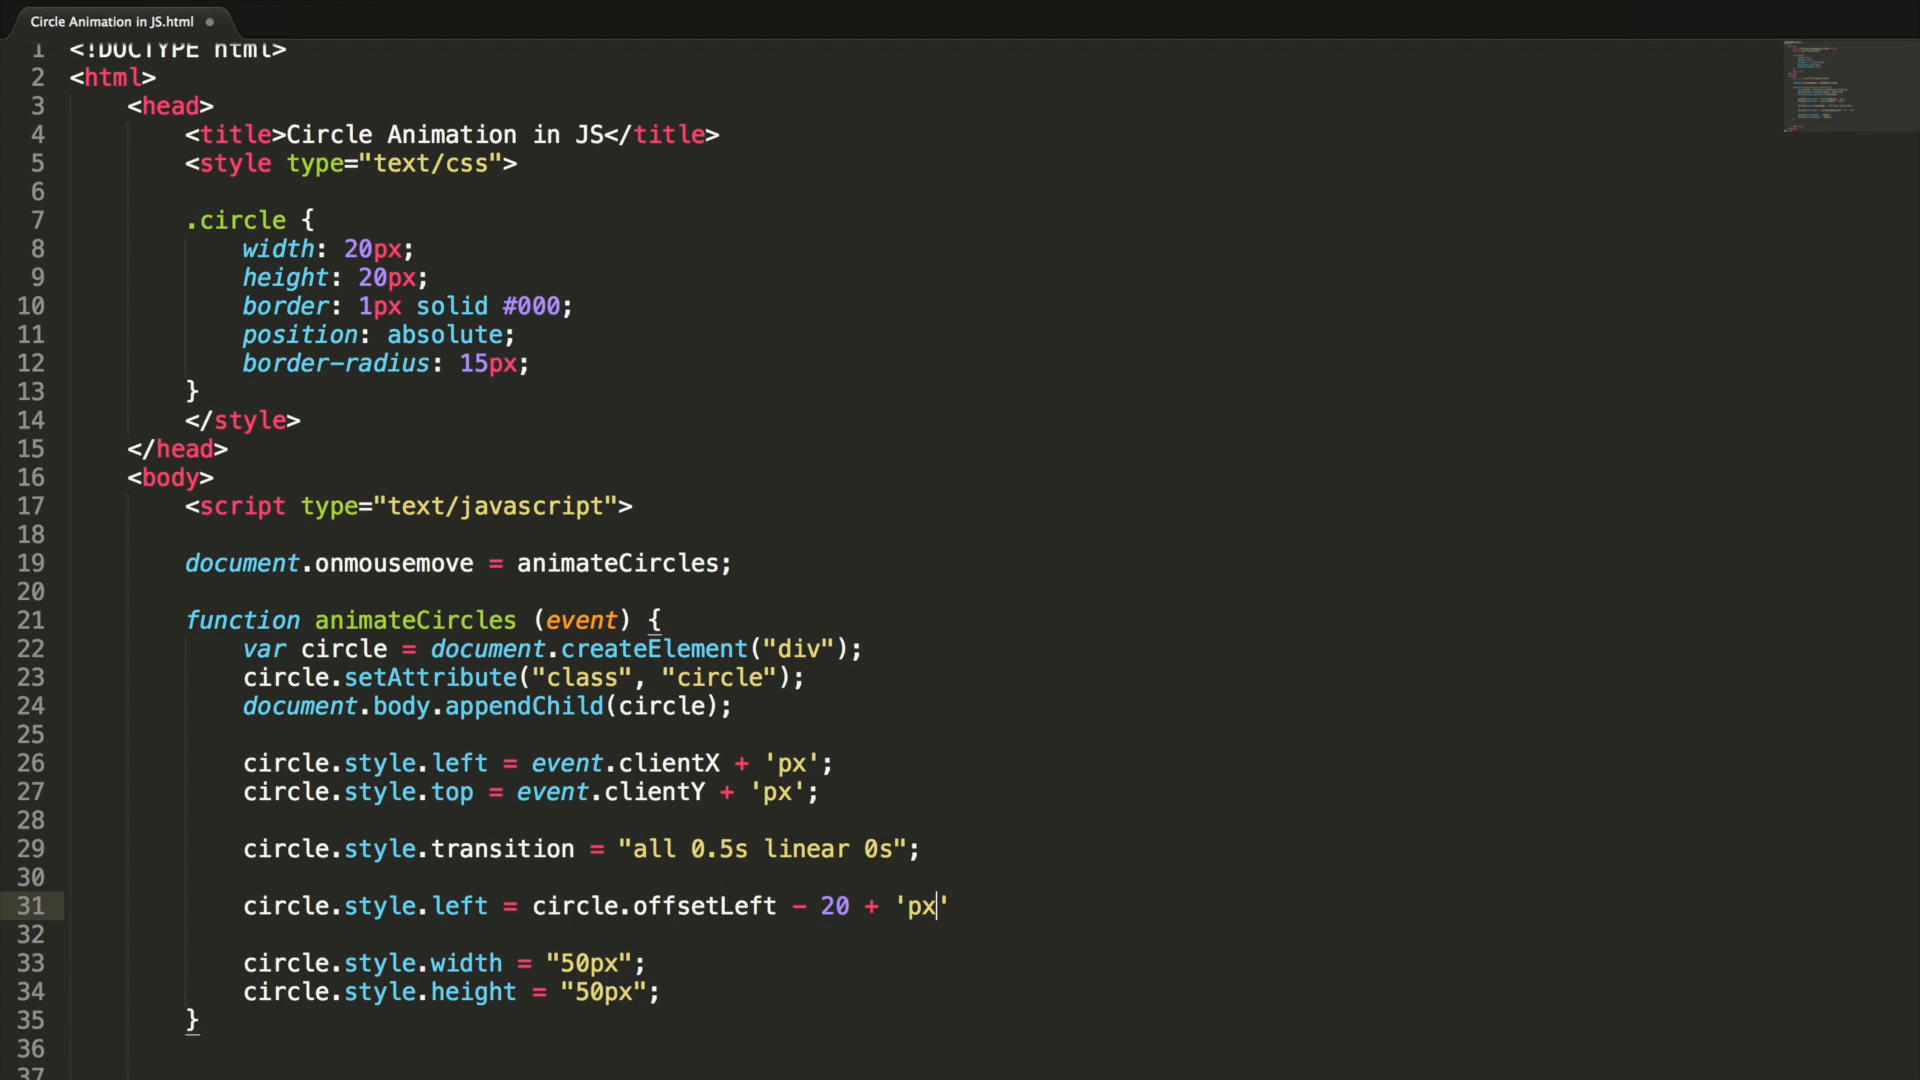 Circle Animation in JS.html
1 <!DOCTYPE html>
2 <html>
3 <head>
4 <title>Circle Animation in JS</title>
5 <style type="text/css">
6
7 .circle {
8 width: 20px;
9 height: 20px;
10 border: 1px solid #000;
11 position: absolute;
12 border-radius: 15px;
13 }
14 </style>
15 </head>
16 <body>
17 <script type="text/javascript">
18
19 document.onmousemove = animateCircles;
20
21 function animateCircles (event) {
22 var circle = document.createElement("div");
23 circle.setAttribute("class", "circle");
24 document.body.appendChild(circle);
25
26 circle.style.left = event.clientX + 'px';
27 circle.style.top = event.clientY + 'px';
28
29 circle.style.transition = "all 0.5s linear 0s";
30
31 circle.style.left = circle.offsetLeft - 20 + 'px'
32
33 circle.style.width = "50px";
34 circle.style.height = "50px";
35 }
36
37